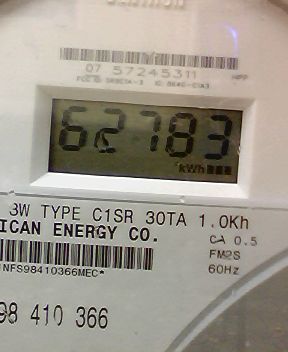 07 57245311 HPP
62783
kWh
3W TYPE C1SR 30TA 1.0Kh
ICAN ENERGY CO.
CA 0.5
FM2S
NFS98410366MEC*
60Hz
98 410 366